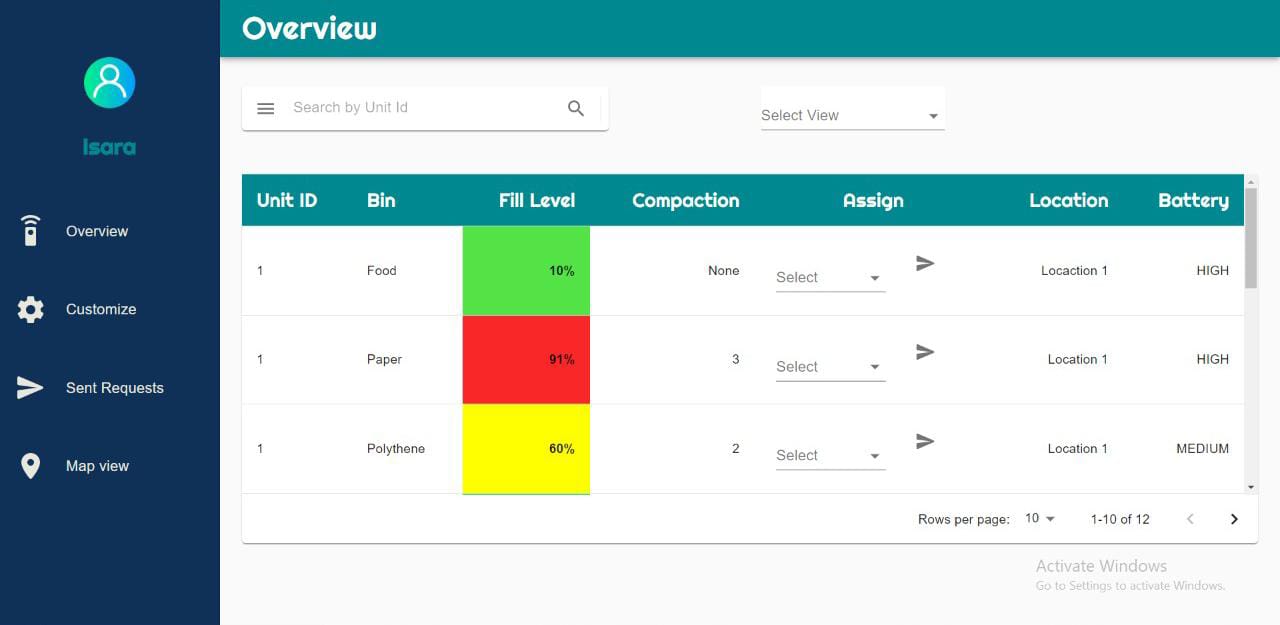 Overview
Isara
Overview
Customize
Sent Requests
Map view
Search by Unit Id
Select View
Unit ID Bin Fill Level Compaction Assign Location Battery
1 Food 10% None Select Locaction 1 HIGH
1 Paper 91% 3 Select Location 1 HIGH
1 Polythene 60% 2 Select Location 1 MEDIUM
Rows per page: 10 1-10 of 12
Activate Windows
Go to Settings to activate Windows.